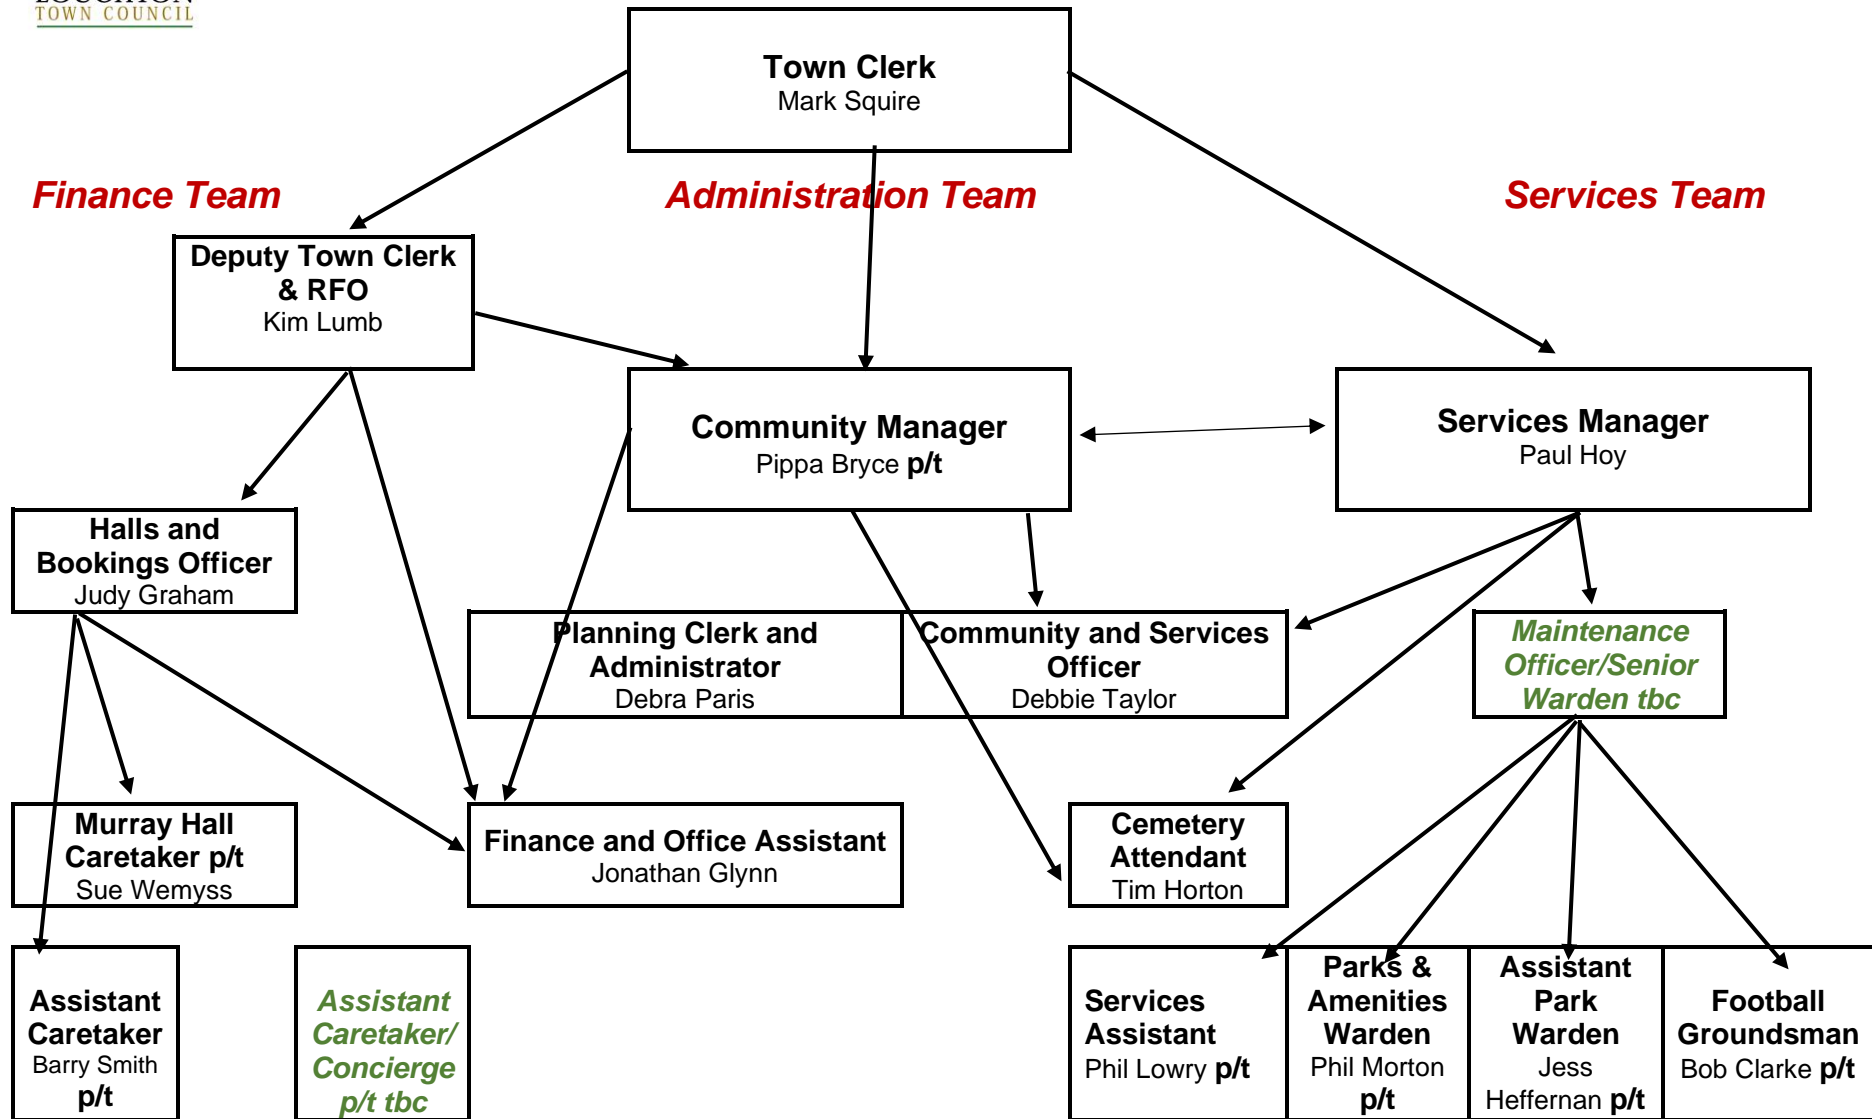 LOUGHTON
TOWN COUNCIL
Town Clerk
Mark Squire
Finance Team
Administration Team
Services Team
Deputy Town Clerk
& RFO
Kim Lumb
Community Manager
Pippa Bryce p/t
Services Manager
Paul Hoy
Halls and
Bookings Officer
Judy Graham
Planning Clerk and
Administrator
Debra Paris
Community and Services
Officer
Debbie Taylor
Maintenance
Officer/Senior
Warden tbc
Murray Hall
Caretaker p/t
Sue Wemyss
Finance and Office Assistant
Jonathan Glynn
Cemetery
Attendant
Tim Horton
Assistant
Caretaker
Barry Smith
p/t
Assistant
Caretaker/
Concierge
p/t tbc
Services
Assistant
Phil Lowry p/t
Parks &
Amenities
Warden
Phil Morton
p/t
Assistant
Park
Warden
Jess
Heffernan p/t
Football
Groundsman
Bob Clarke p/t